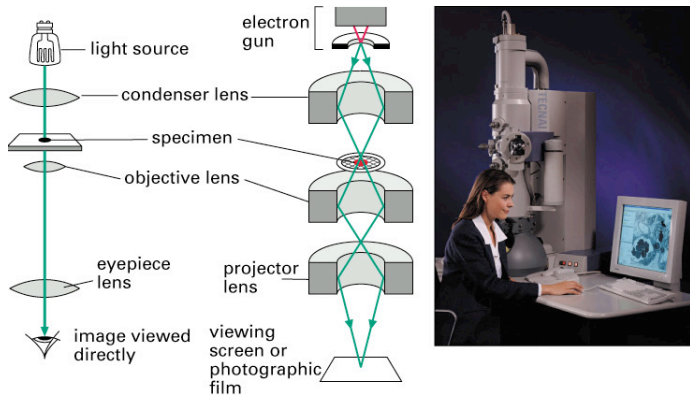 electron
gun
light source
condenser lens
specimen
objective lens
eyepiece
lens
projector
lens
image viewed
directly
viewing
screen or
photographic
film
TECNAI